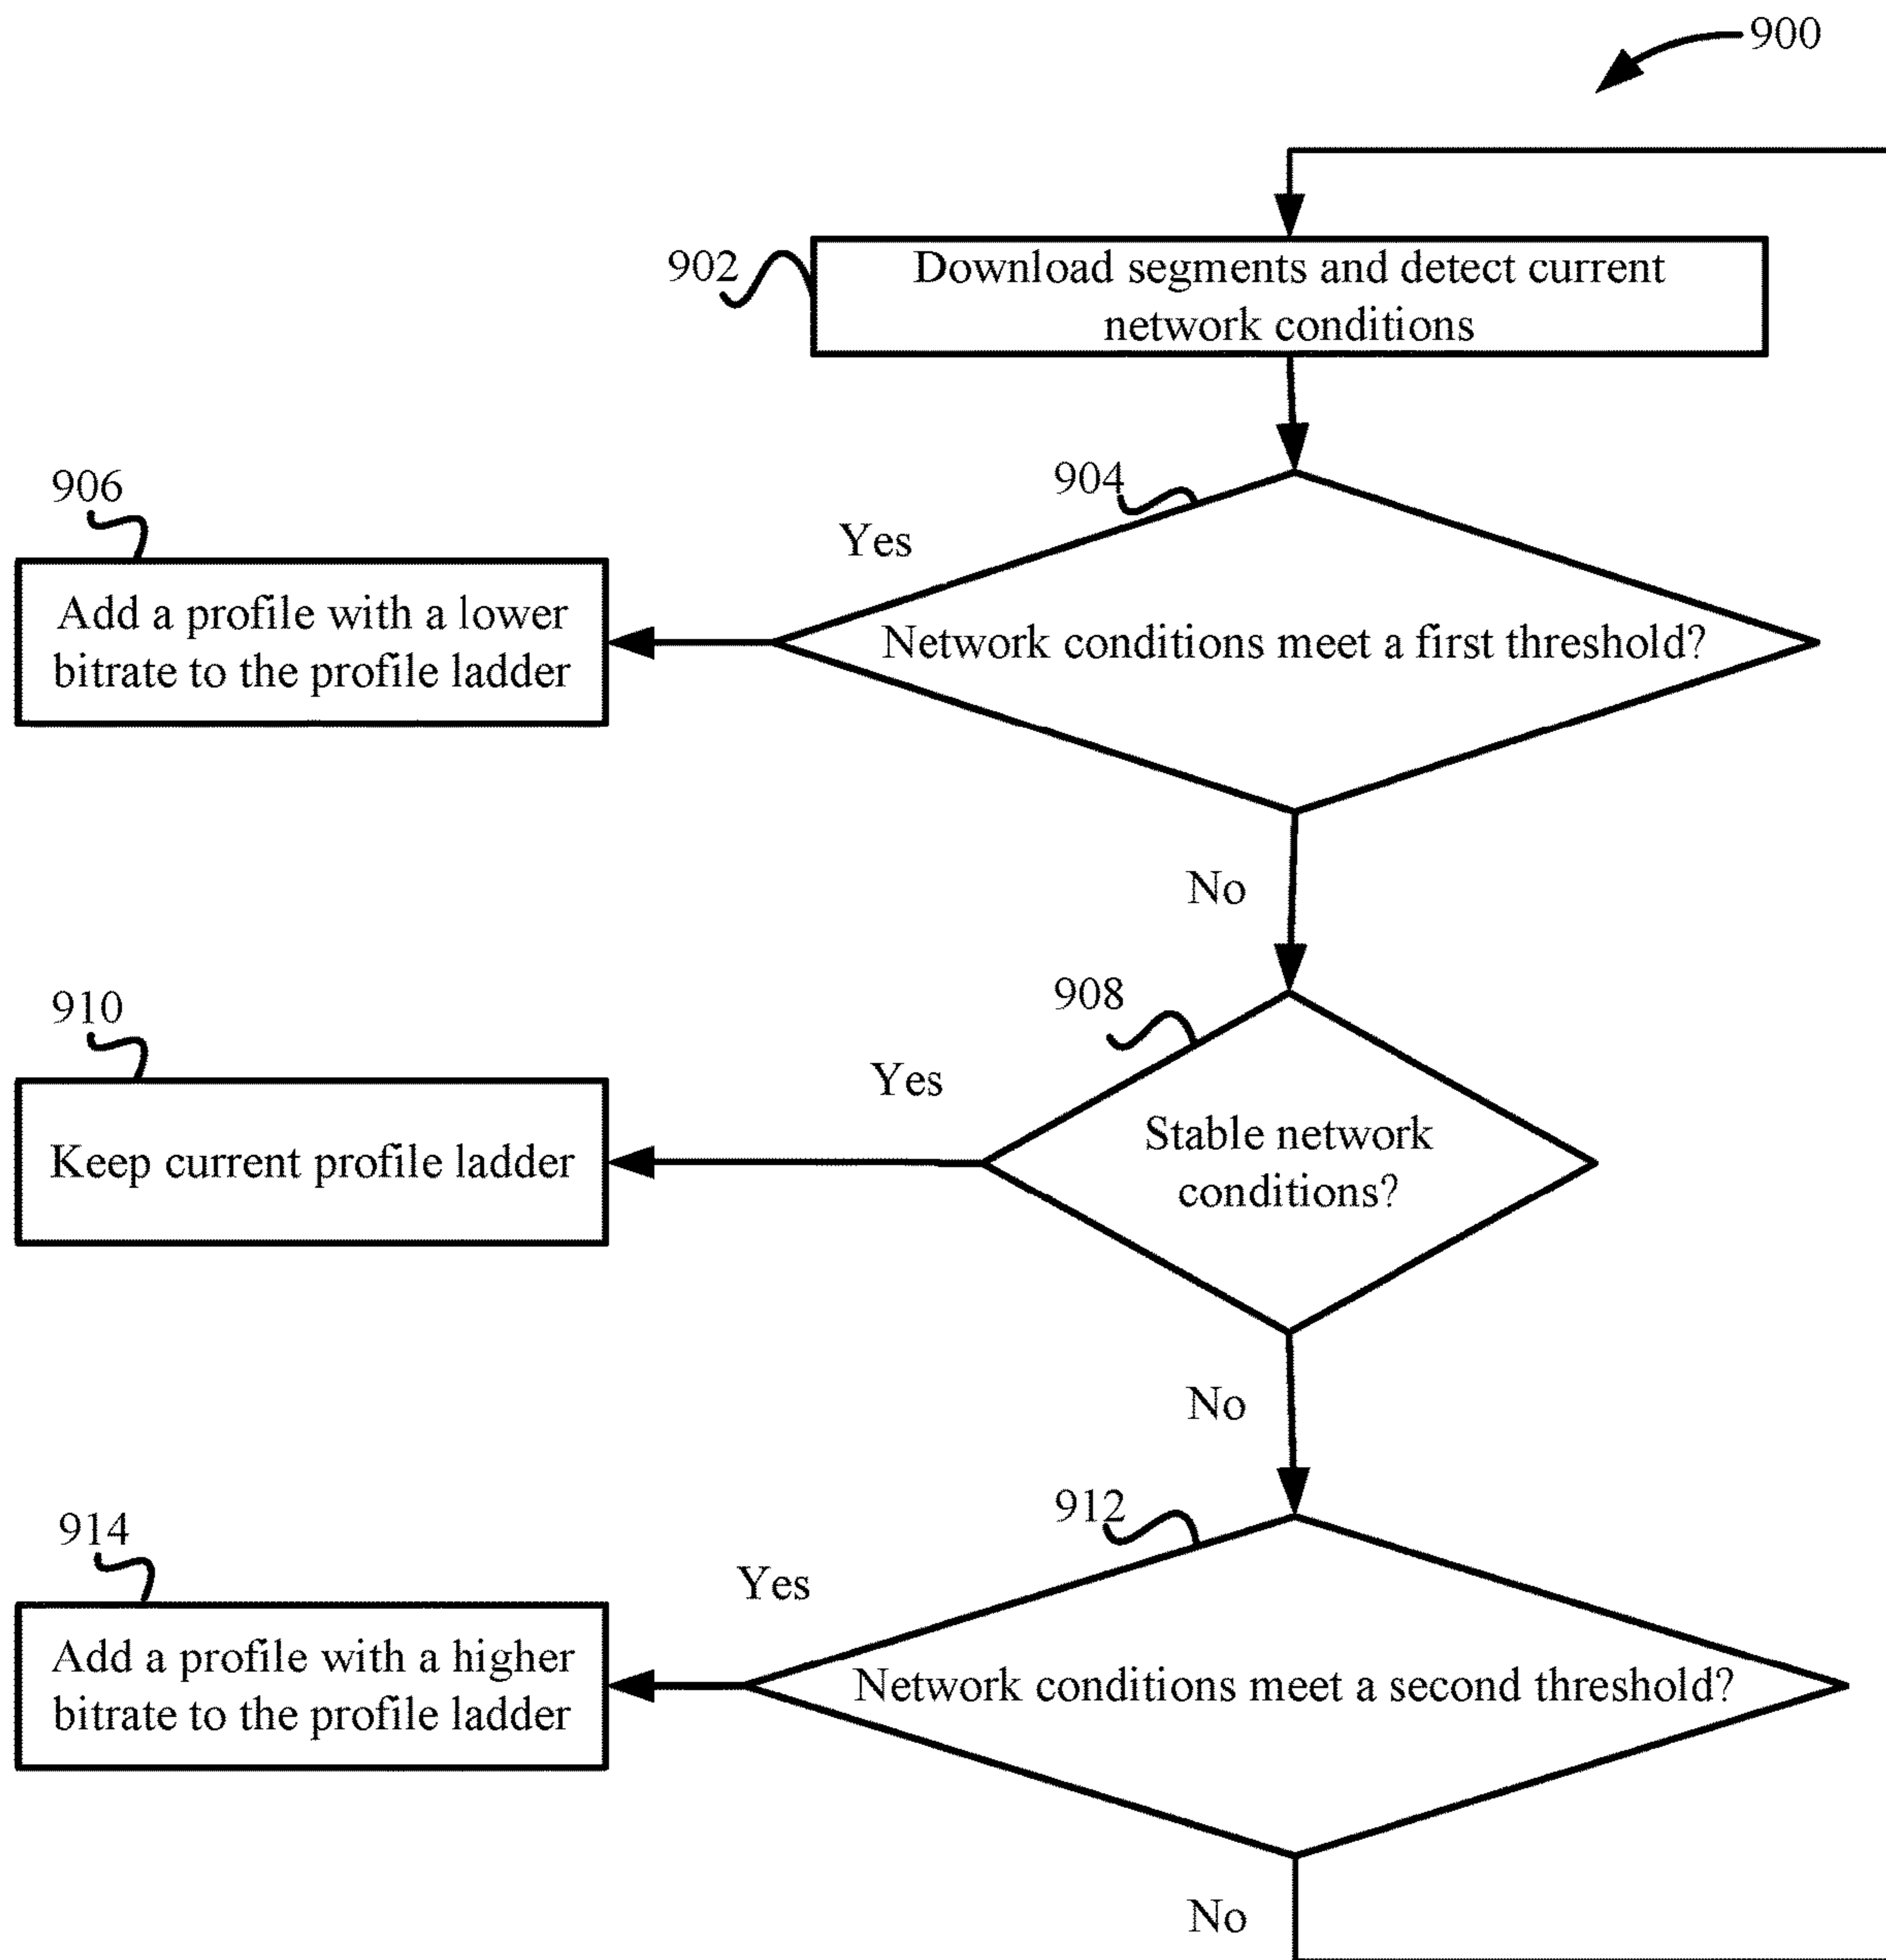 900
902
Download segments and detect current
network conditions
904
906
Yes
Add a profile with a lower
bitrate to the profile ladder
Network conditions meet a first threshold?
No
908
910
Yes
Keep current profile ladder
Stable network
conditions?
No
912
914
Yes
Add a profile with a higher
bitrate to the profile ladder
Network conditions meet a second threshold?
No